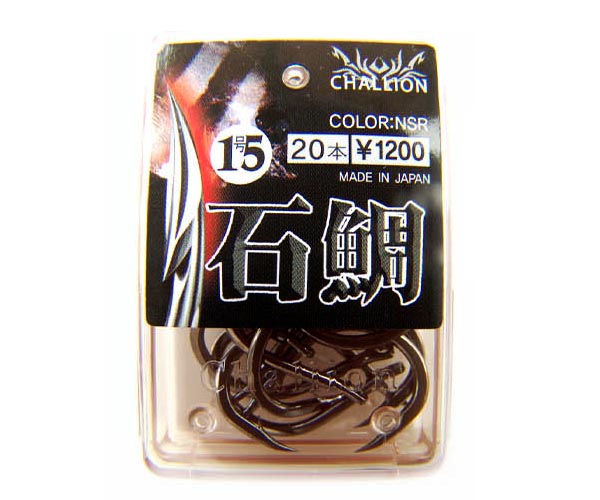 CHALLION
COLOR:NSR
15号
20本 ¥1200
MADE IN JAPAN
石鯛
Challion